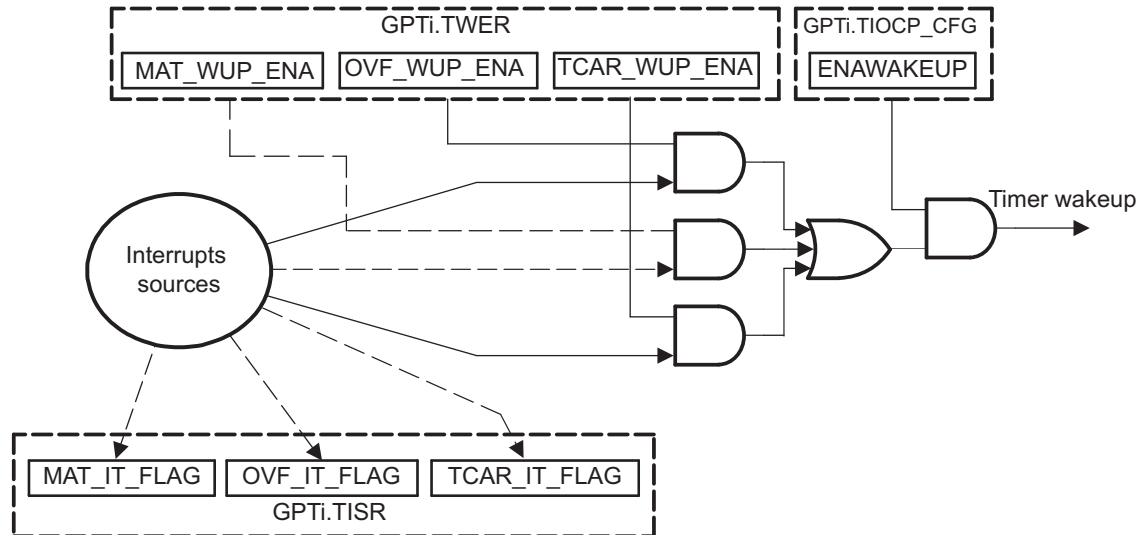 GPTi.TWER
GPTi.TIOCP_CFG
MAT_WUP_ENA
OVF_WUP_ENA
TCAR_WUP_ENA
ENAWAKEUP
Timer wakeup
Interrupts
sources
MAT_IT_FLAG
OVF_IT_FLAG
TCAR_IT_FLAG
GPTi.TISR